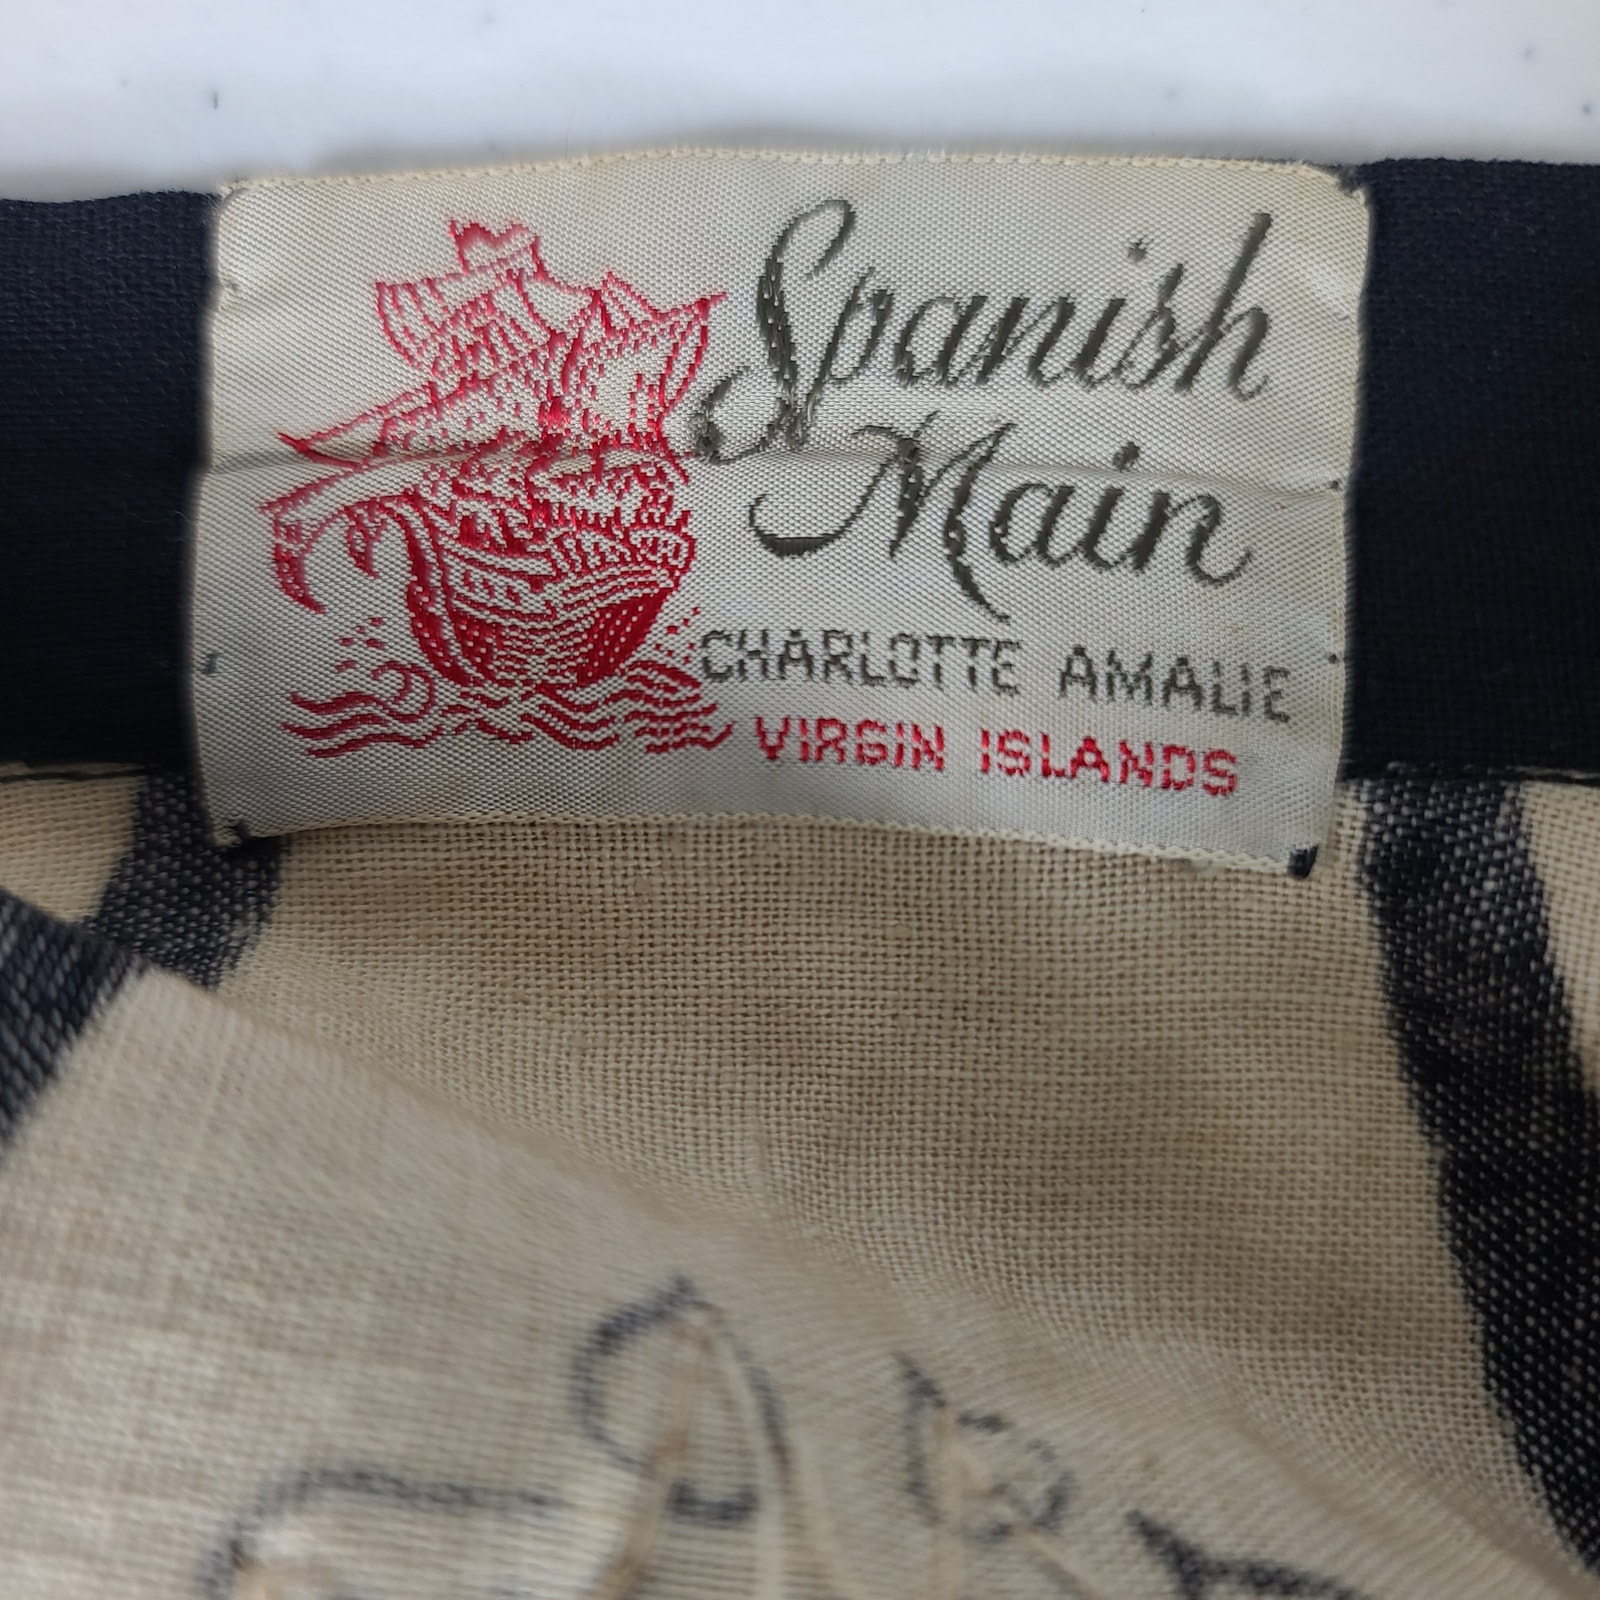 Spanish
Main
CHARLOTTE AMALIE
VIRGIN ISLANDS